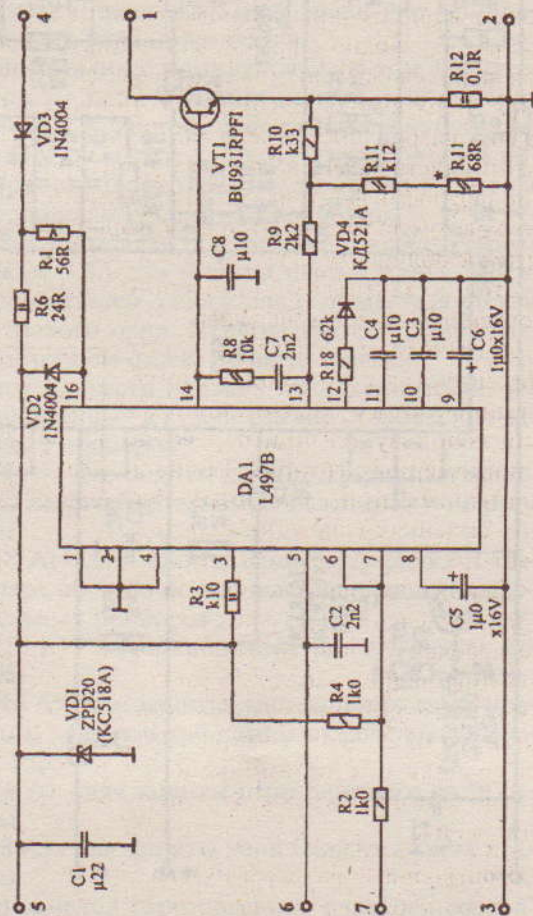 4
1
2
VD3
1N4004
R1
56R
R6
24R
VD2
1N4004
16
VT1
BU931RPFI
C8
µ10
R8
10k
C7
2n2
14
13
R10
k33
R9
2k2
R11
k12
*
R11
68R
R12
0,1R
VD4
КД521А
R18
62k
12
C4
µ10
11
C3
µ10
10
C6
+
1µ0x16V
9
DA1
L497B
1
2
4
3
5
6
7
8
R3
k10
C2
2n2
C5
1µ0
x16V
+
R4
1k0
R2
1k0
VD1
ZPD20
(КС518А)
C1
µ22
5
6
7
3